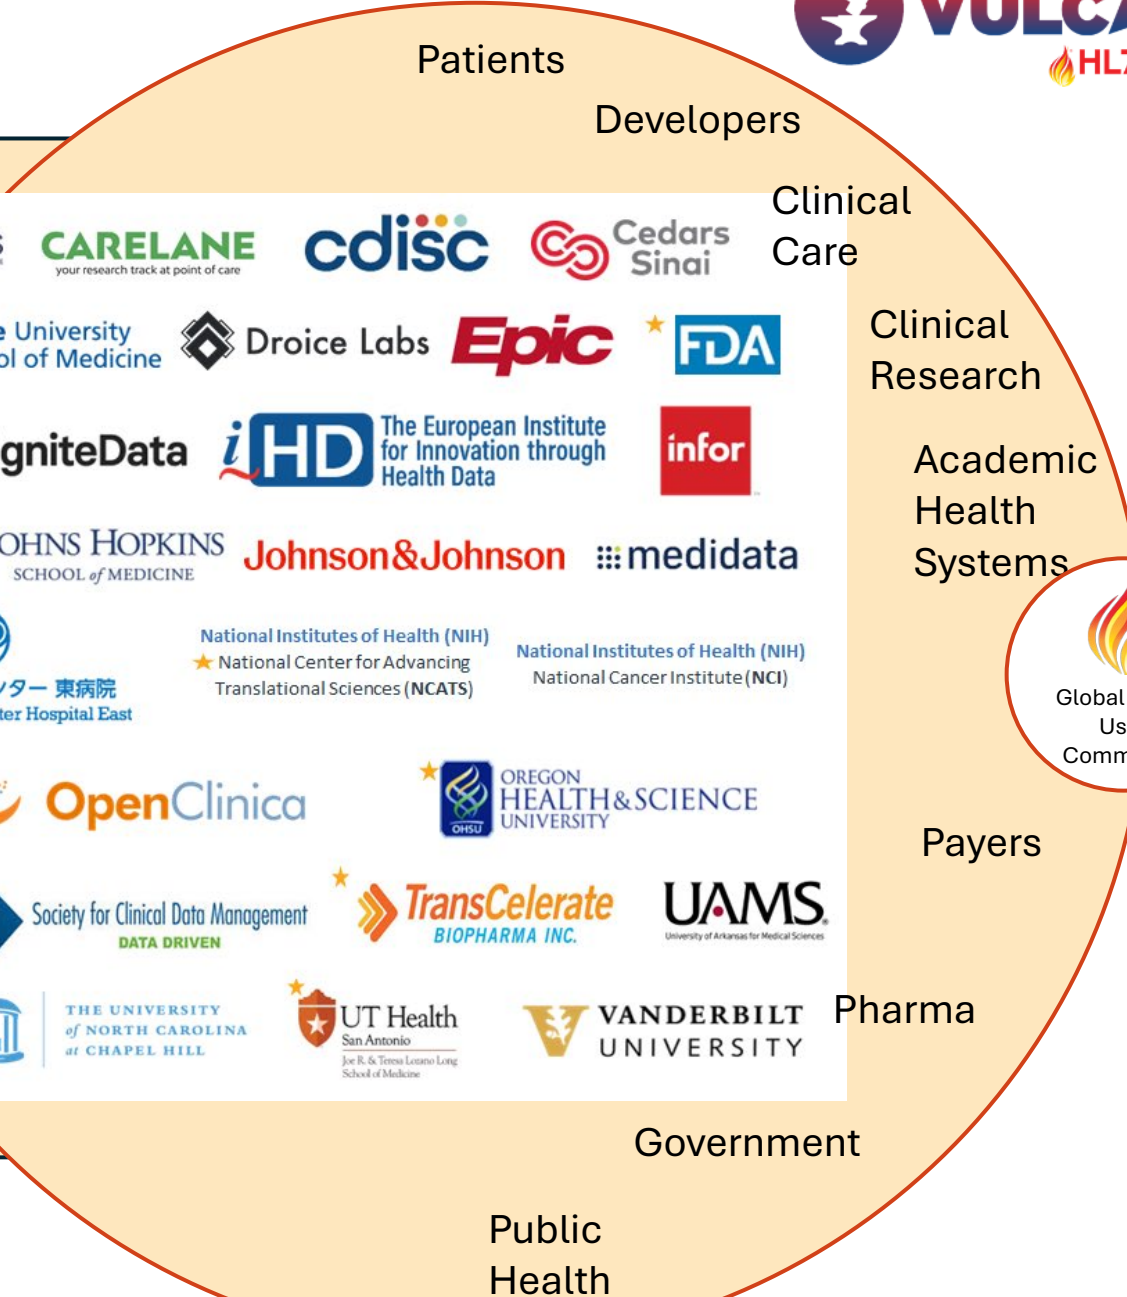 Patients
Developers
HL7
Clinical
Care
CARELANE
your research track at point of care
cdisc
Cedars
Sinai
University
of Medicine
Droice Labs
Epic
FDA
Clinical
Research
gniteData
iHD
The European Institute
for Innovation through
Health Data
infor
Academic
Health
Systems
OHNS HOPKINS
SCHOOL of MEDICINE
Johnson&Johnson
medidata
National Institutes of Health (NIH)
National Center for Advancing
Translational Sciences (NCATS)
National Institutes of Health (NIH)
National Cancer Institute (NCI)
ター 東病院
ter Hospital East
Global
Us
Comm
OpenClinica
OHSU
OREGON
HEALTH&SCIENCE
UNIVERSITY
Payers
Society for Clinical Data Management
DATA DRIVEN
TransCelerate
BIOPHARMA INC.
UAMS
University of Arkansas for Medical Sciences
THE UNIVERSITY
of NORTH CAROLINA
at CHAPEL HILL
UT Health
San Antonio
Joe R. & Teresa Lozano Long
School of Medicine
VANDERBILT
UNIVERSITY
Pharma
Government
Public
Health